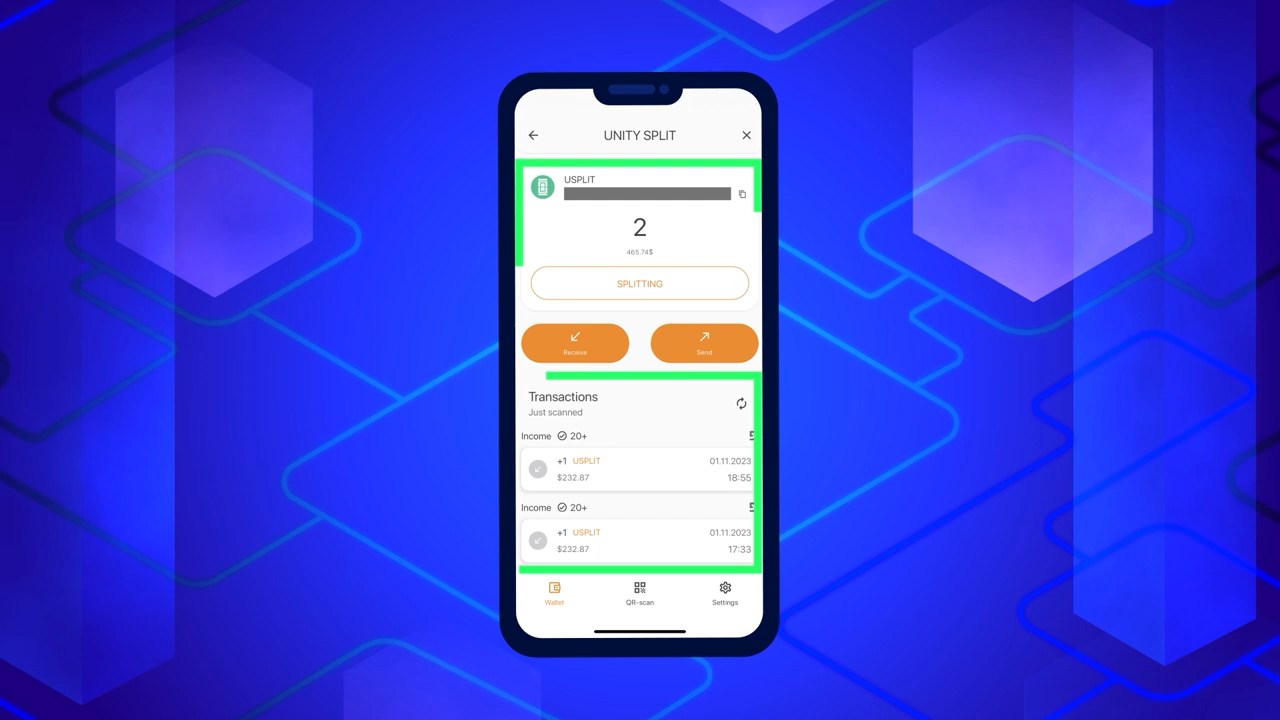 UNITY SPLIT
USPLIT
2
465.74$
SPLITTING
Receive
Send
Transactions
Just scanned
Income 20+
+1 USPLIT 01.11.2023
$232.87 18:55
Income 20+
+1 USPLIT 01.11.2023
$232.87 17:33
Wallet QR-scan Settings